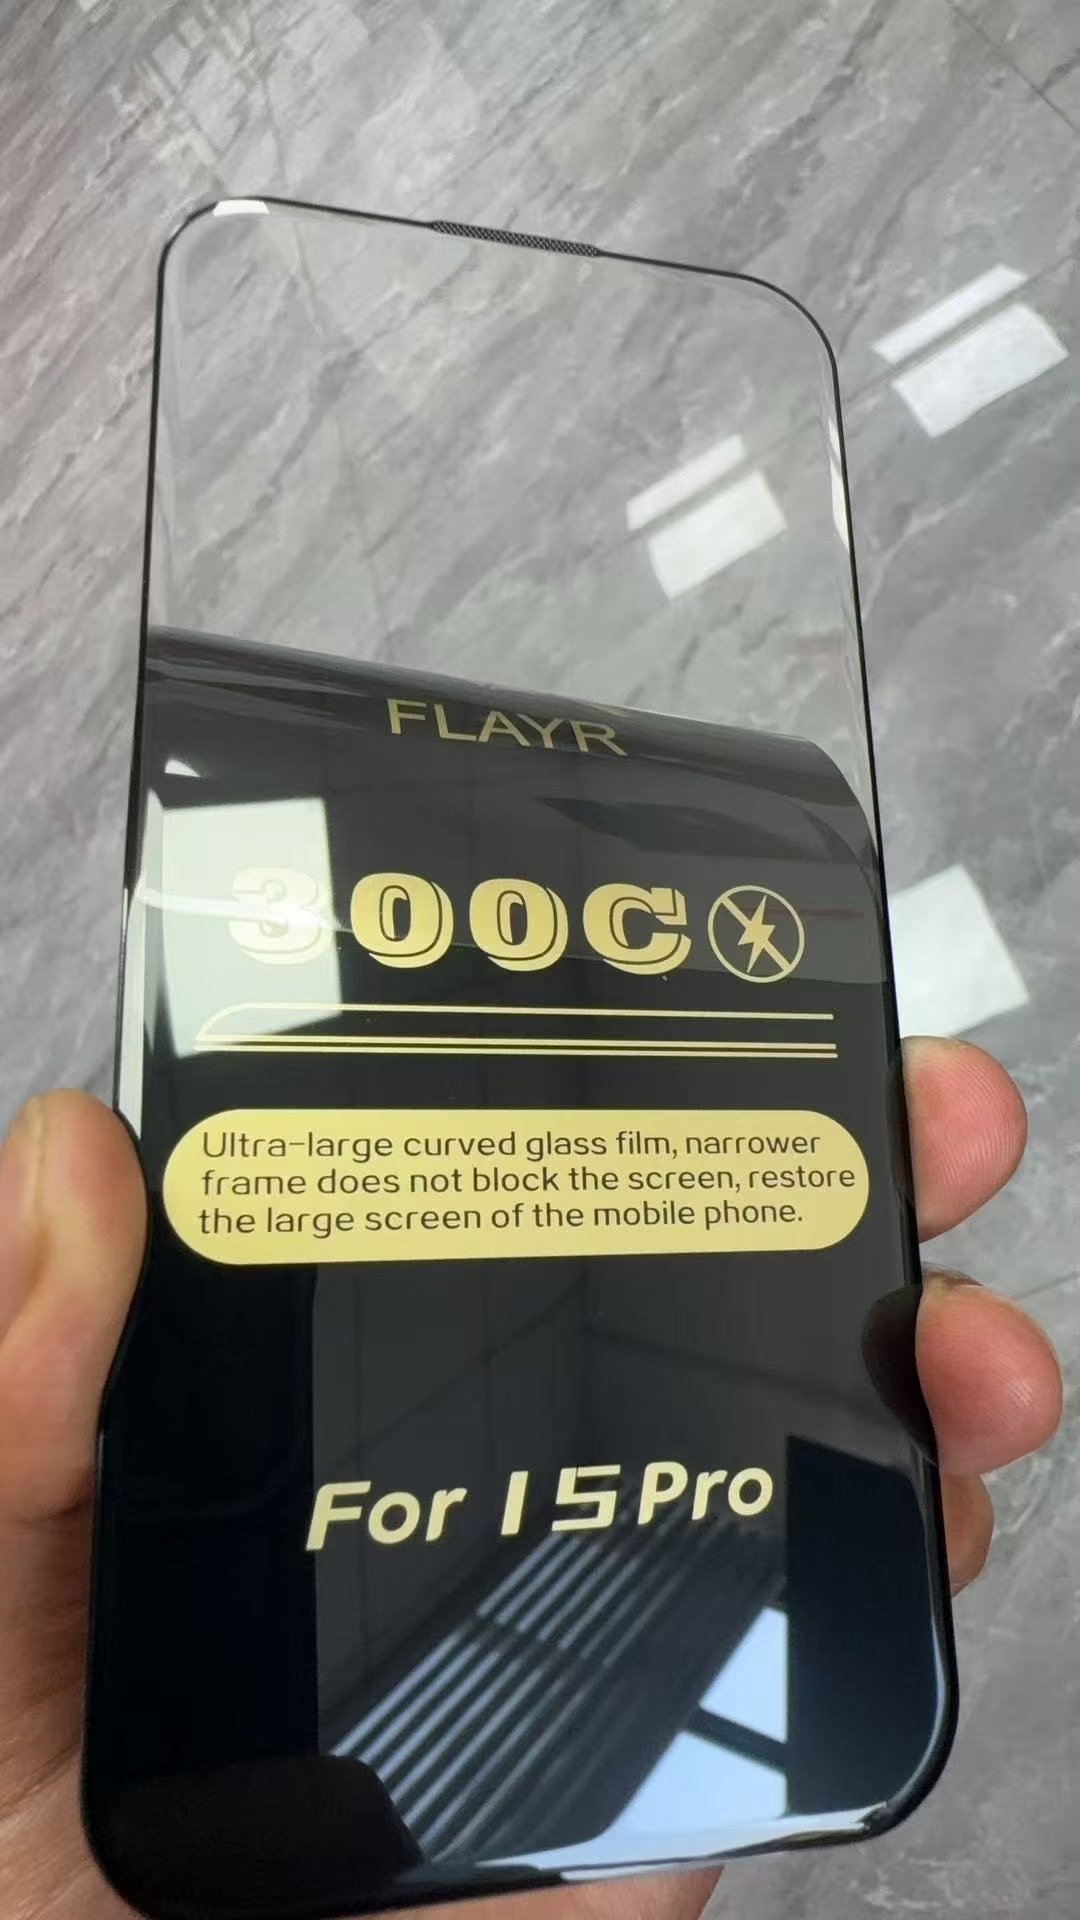 FLAYR
300C
Ultra-large curved glass film, narrower
frame does not block the screen, restore
the large screen of the mobile phone.
For 15 Pro